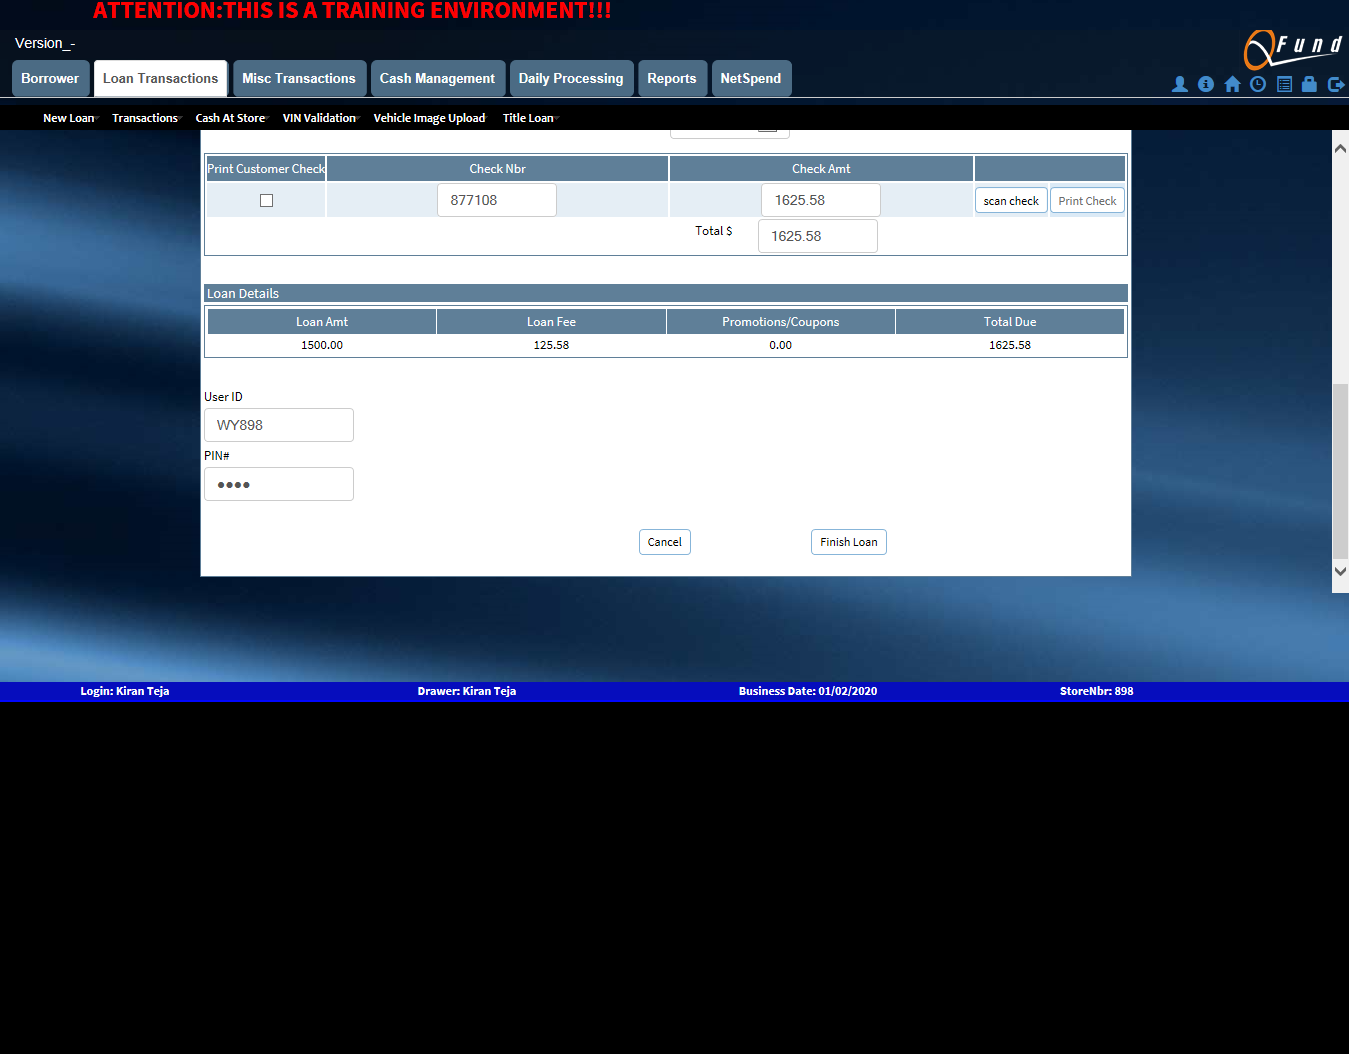 ATTENTION:THIS IS A TRAINING ENVIRONMENT!!!
Version_-
QFund
Borrower Loan Transactions Misc Transactions Cash Management Daily Processing Reports NetSpend
New Loan Transactions Cash At Store VIN Validation Vehicle Image Upload Title Loan
Print Customer Check Check Nbr Check Amt
877108 1625.58 scan check Print Check
Total $ 1625.58
Loan Details
Loan Amt Loan Fee Promotions/Coupons Total Due
1500.00 125.58 0.00 1625.58
User ID
WY898
PIN#
●●●●
Cancel Finish Loan
Login: Kiran Teja Drawer: Kiran Teja Business Date: 01/02/2020 StoreNbr: 898